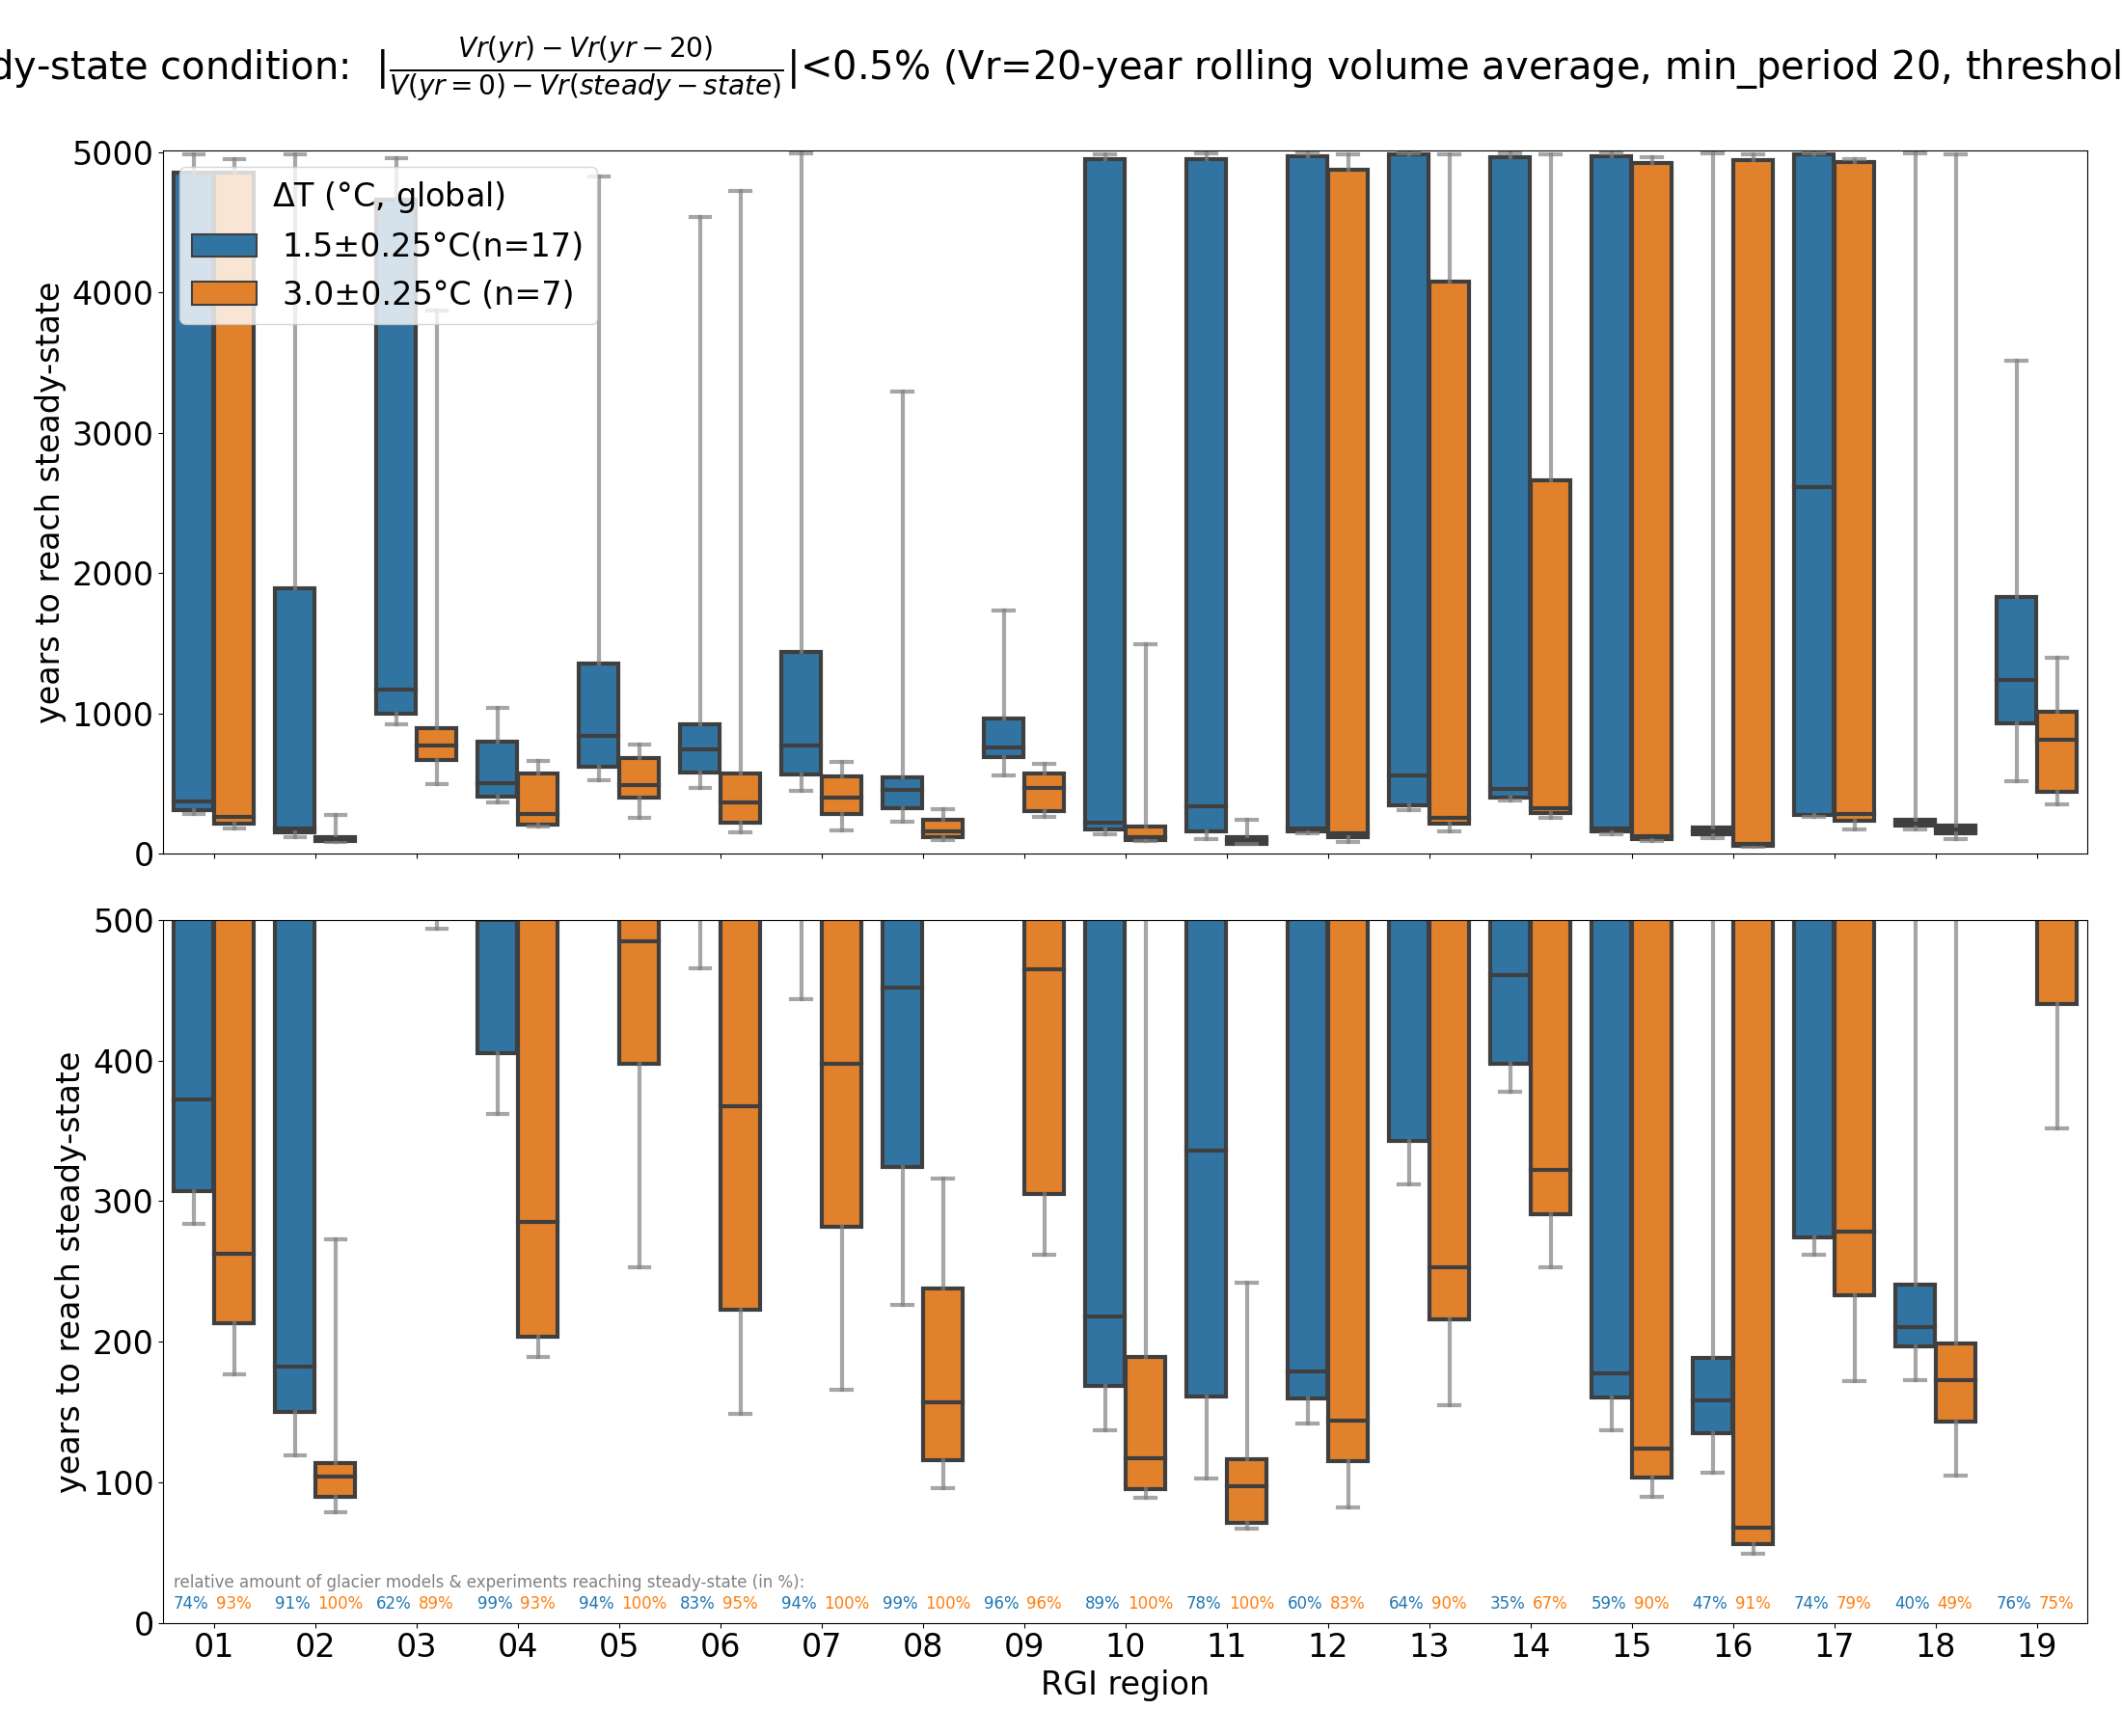 dy-state condition: |Vr(yr) − Vr(yr − 20) / V(yr = 0) − Vr(steady − state)|<0.5% (Vr=20-year rolling volume average, min_period 20, threshol
5000
4000
3000
2000
1000
0
years to reach steady-state
ΔT (°C, global)
1.5±0.25°C(n=17)
3.0±0.25°C (n=7)
500
400
300
200
100
0
years to reach steady-state
relative amount of glacier models & experiments reaching steady-state (in %):
74% 93% 91% 100% 62% 89% 99% 93% 94% 100% 83% 95% 94% 100% 99% 100% 96% 96% 89% 100% 78% 100% 60% 83% 64% 90% 35% 67% 59% 90% 47% 91% 74% 79% 40% 49% 76% 75%
01 02 03 04 05 06 07 08 09 10 11 12 13 14 15 16 17 18 19
RGI region